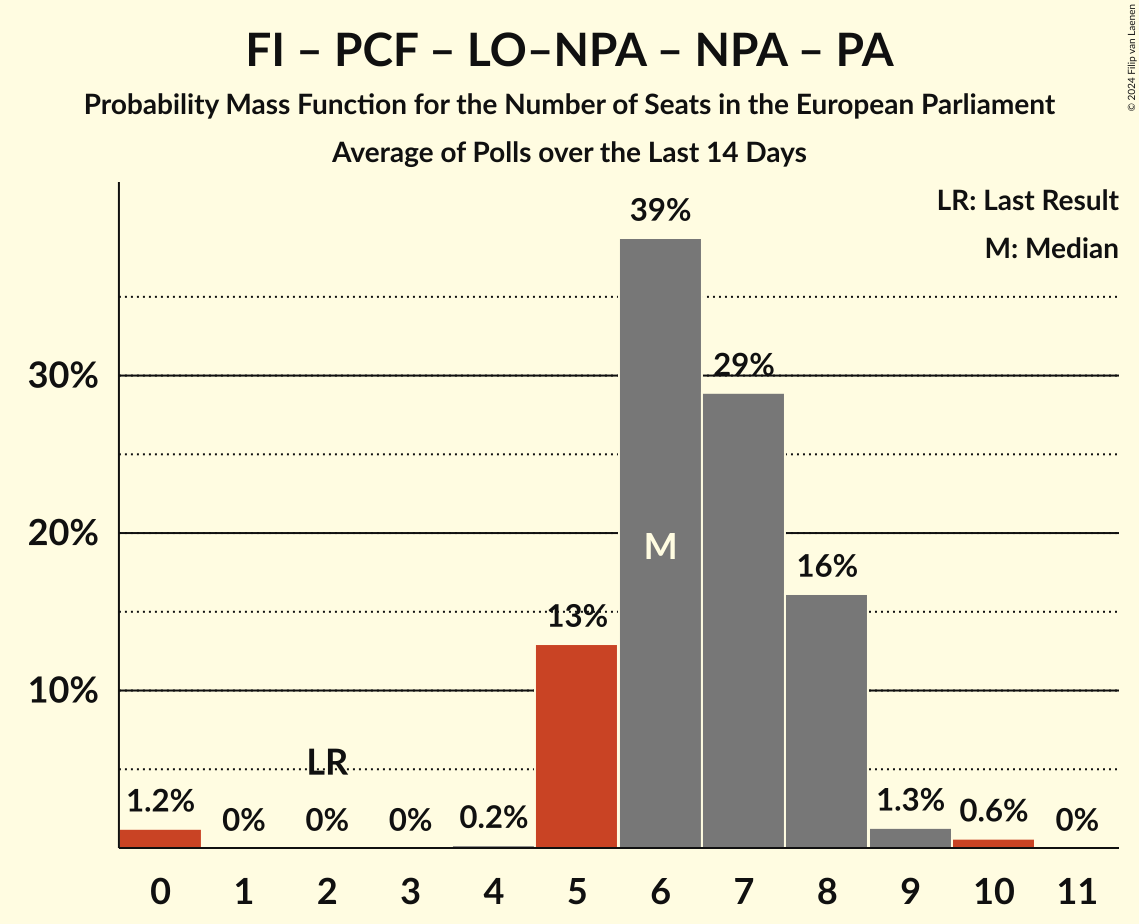 FI – PCF – LO–NPA – NPA – PA
Probability Mass Function for the Number of Seats in the European Parliament
Average of Polls over the Last 14 Days
© 2024 Filip van Laenen
LR: Last Result
M: Median
39%
30%
29%
20%
M
16%
13%
10%
LR
1.2%
0%
0%
0%
0.2%
1.3%
0.6%
0%
0 1 2 3 4 5 6 7 8 9 10 11